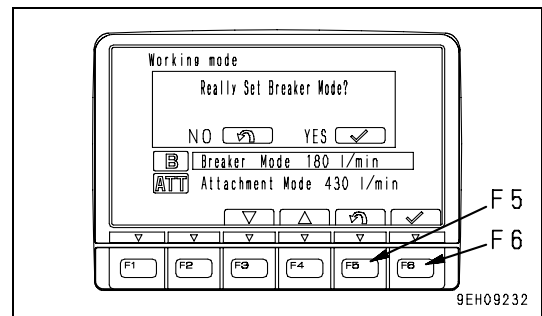 Working mode
Really Set Breaker Mode?
NO YES
B Breaker Mode 180 l/min
ATT Attachment Mode 430 l/min
F5
F6
F1 F2 F3 F4 F5 F6
9EH09232